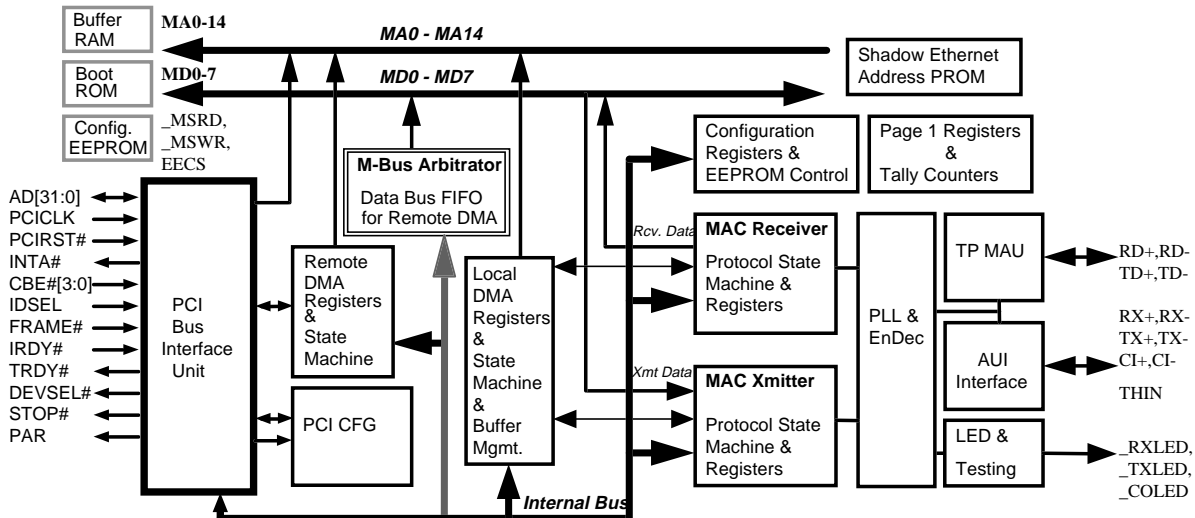 Buffer
RAM
MA0-14
MA0 - MA14
Boot
ROM
MD0-7
MD0 - MD7
Shadow Ethernet
Address PROM
Config.
EEPROM
_MSRD,
_MSWR,
EECS
Configuration
Registers &
EEPROM Control
Page 1 Registers
&
Tally Counters
M-Bus Arbitrator
Data Bus FIFO
for Remote DMA
AD[31:0]
PCICLK
PCIRST#
INTA#
CBE#[3:0]
IDSEL
FRAME#
IRDY#
TRDY#
DEVSEL#
STOP#
PAR
PCI
Bus
Interface
Unit
Remote
DMA
Registers
&
State
Machine
PCI CFG
Local
DMA
Registers
&
State
Machine
&
Buffer
Mgmt.
Rcv. Data
MAC Receiver
Protocol State
Machine &
Registers
Xmt Data
MAC Xmitter
Protocol State
Machine &
Registers
PLL &
EnDec
TP MAU
AUI
Interface
LED &
Testing
RD+,RD-
TD+,TD-
RX+,RX-
TX+,TX-
CI+,CI-
THIN
_RXLED,
_TXLED,
_COLED
Internal Bus